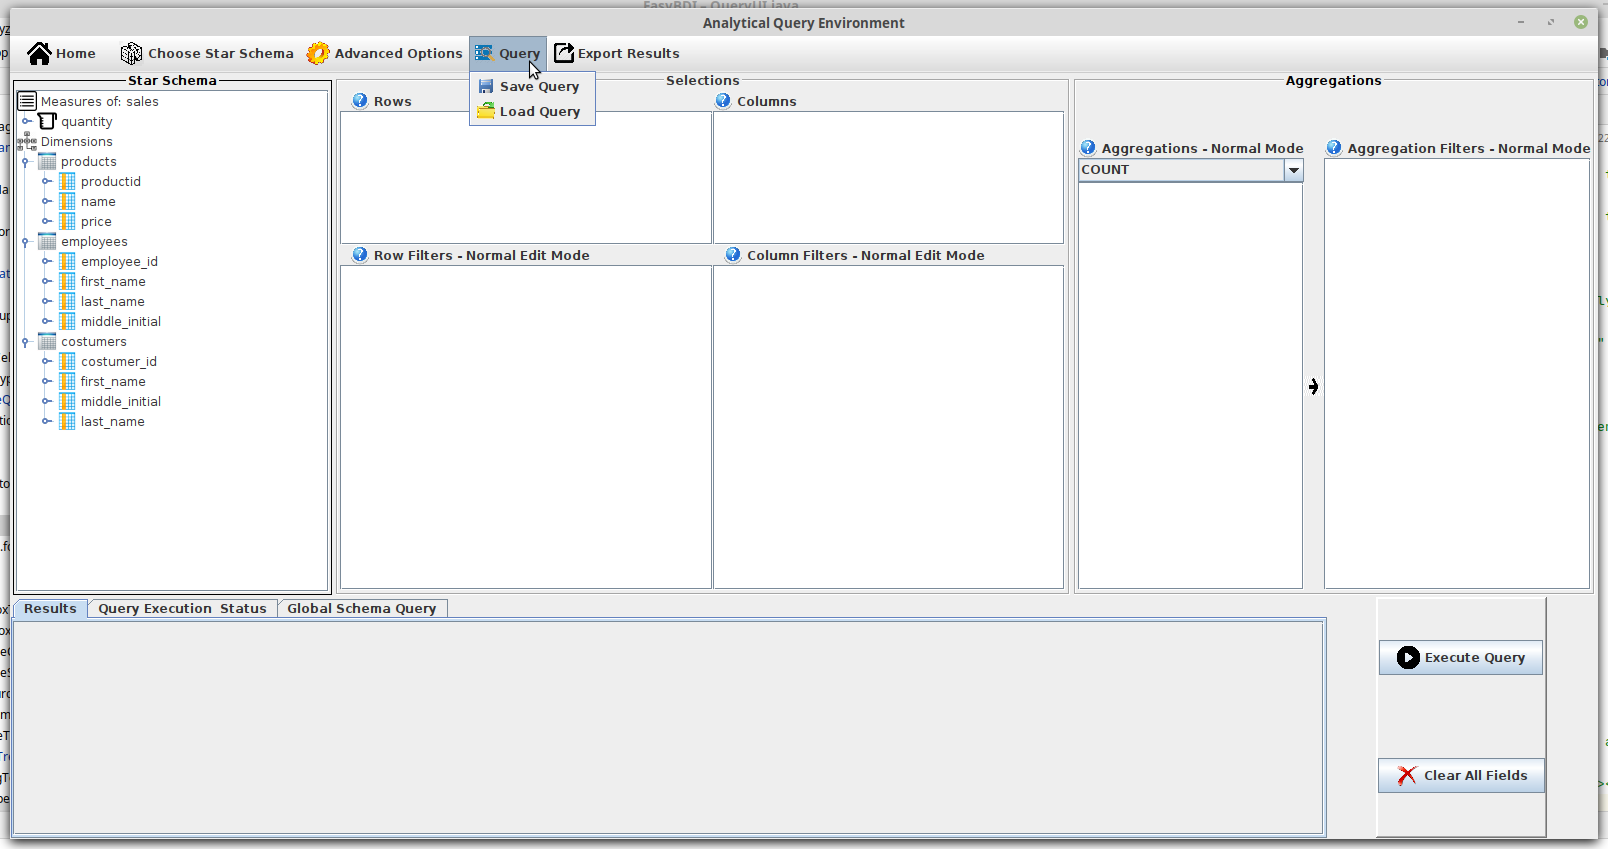 EasyBDI - QueryUI.java
Analytical Query Environment
Home Choose Star Schema Advanced Options Query Export Results
Save Query
Load Query
Star Schema
Measures of: sales
quantity
Dimensions
products
productid
name
price
employees
employee_id
first_name
last_name
middle_initial
costumers
costumer_id
first_name
middle_initial
last_name
Selections
Rows
Columns
Row Filters - Normal Edit Mode
Column Filters - Normal Edit Mode
Aggregations
Aggregations - Normal Mode
COUNT
Aggregation Filters - Normal Mode
Results Query Execution Status Global Schema Query
Execute Query
Clear All Fields